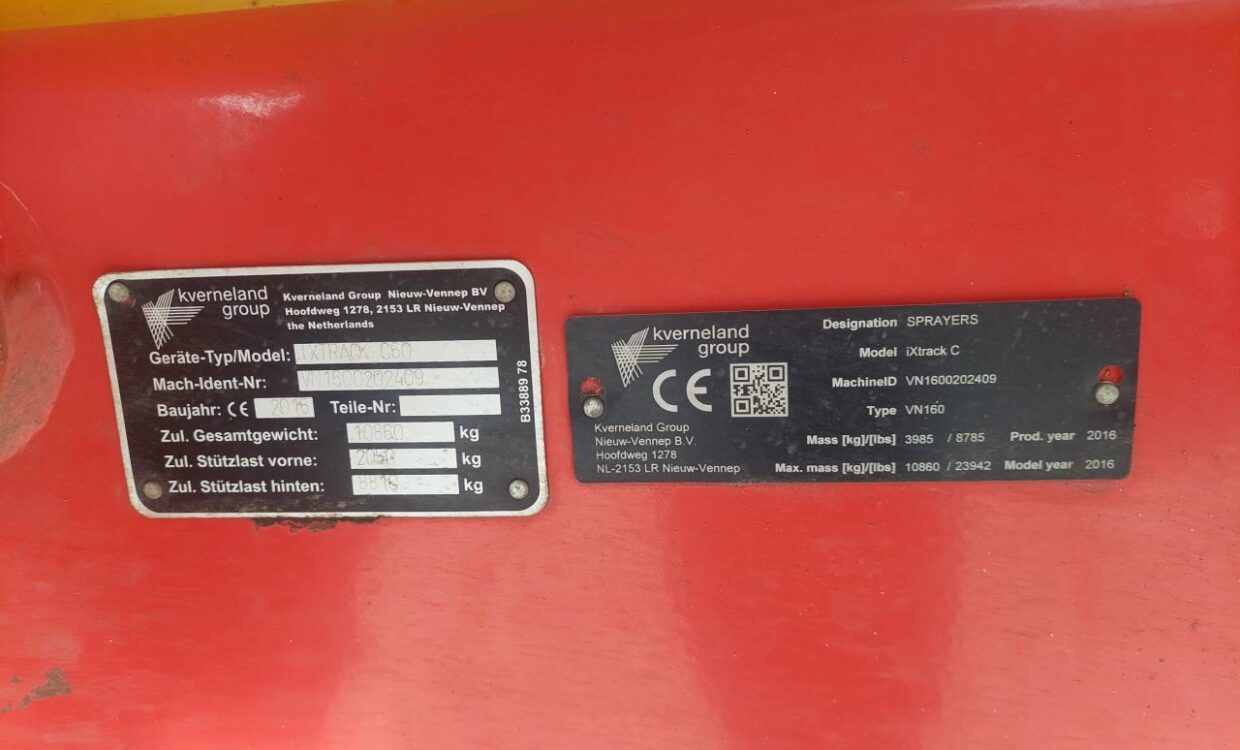 kverneland
group
Kverneland Group Nieuw-Vennep BV
Hoofdweg 1278, 2153 LR Nieuw-Vennep
the Netherlands
Geräte-Typ/Model: IXTRACK C60
Mach-Ident-Nr: VN1600202409
Baujahr: CE 2016 Teile-Nr:
Zul. Gesamtgewicht: 10860 kg
Zul. Stützlast vorne: 2050 kg
Zul. Stützlast hinten: 8810 kg
B33889 78
kverneland
group
CE
Kverneland Group
Nieuw-Vennep B.V.
Hoofdweg 1278
NL-2153 LR Nieuw-Vennep
Designation SPRAYERS
Model iXtrack C
MachineID VN1600202409
Type VN160
Mass [kg]/[lbs] 3985 / 8785 Prod. year 2016
Max. mass [kg]/[lbs] 10860 / 23942 Model year 2016